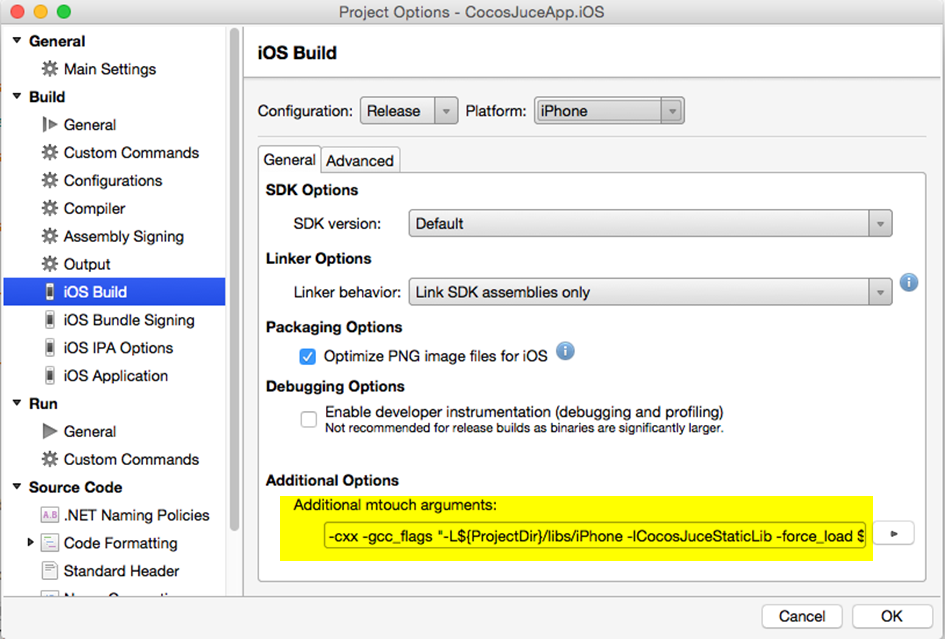 Project Options - CocosJuceApp.iOS
General
Main Settings
Build
General
Custom Commands
Configurations
Compiler
Assembly Signing
Output
iOS Build
iOS Bundle Signing
iOS IPA Options
iOS Application
Run
General
Custom Commands
Source Code
A.B .NET Naming Policies
Code Formatting
Standard Header
iOS Build
Configuration: Release Platform: iPhone
General Advanced
SDK Options
SDK version: Default
Linker Options
Linker behavior: Link SDK assemblies only
Packaging Options
Optimize PNG image files for iOS
Debugging Options
Enable developer instrumentation (debugging and profiling)
Not recommended for release builds as binaries are significantly larger.
Additional Options
Additional mtouch arguments:
-cxx -gcc_flags "-L${ProjectDir}/libs/iPhone -lCocosJuceStaticLib -force_load $
Cancel OK